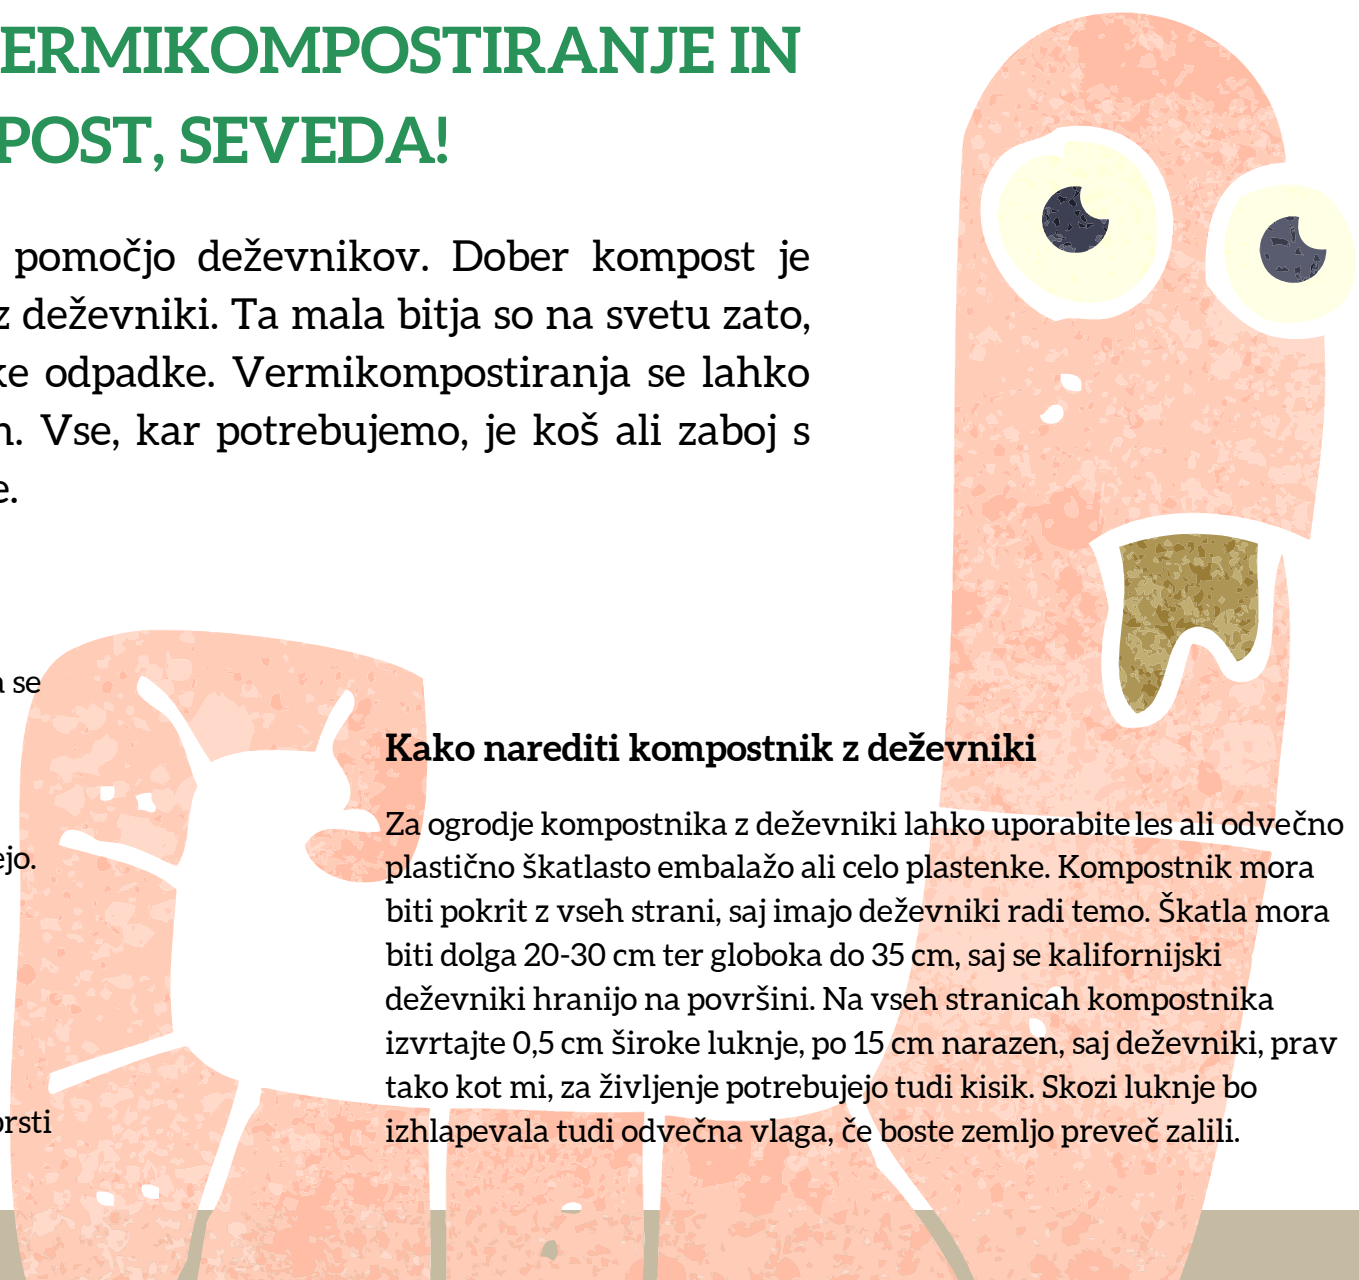 ERMIKOMPOSTIRANJE IN
POST, SEVEDA!
pomočjo deževnikov. Dober kompost je
z deževniki. Ta mala bitja so na svetu zato,
ke odpadke. Vermikompostiranja se lahko
Vse, kar potrebujemo, je koš ali zaboj s
e.
se
ejo.
prsti
Kako narediti kompostnik z deževniki
Za ogrodje kompostnika z deževniki lahko uporabite les ali odvečno
plastično škatlasto embalažo ali celo plastenke. Kompostnik mora
biti pokrit z vseh strani, saj imajo deževniki radi temo. Škatla mora
biti dolga 20-30 cm ter globoka do 35 cm, saj se kalifornijski
deževniki hranijo na površini. Na vseh stranicah kompostnika
izvrtajte 0,5 cm široke luknje, po 15 cm narazen, saj deževniki, prav
tako kot mi, za življenje potrebujejo tudi kisik. Skozi luknje bo
izhlapevala tudi odvečna vlaga, če boste zemljo preveč zalili.